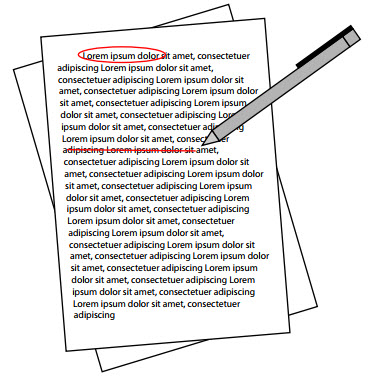 Lorem ipsum dolor sit amet, consectetuer
adipiscing Lorem ipsum dolor sit amet,
consectetuer adipiscing Lorem ipsum dolor sit
amet, consectetuer adipiscing Lorem ipsum dolor
sit amet, consectetuer adipiscing Lorem ipsum
dolor sit amet, consectetuer adipiscing Lorem
ipsum dolor sit amet, consectetuer adipiscing
Lorem ipsum dolor sit amet, consectetuer
adipiscing Lorem ipsum dolor sit amet,
consectetuer adipiscing Lorem ipsum dolor sit
amet, consectetuer adipiscing Lorem ipsum dolor
sit amet, consectetuer adipiscing Lorem ipsum
dolor sit amet, consectetuer adipiscing Lorem
ipsum dolor sit amet, consectetuer adipiscing
Lorem ipsum dolor sit amet, consectetuer
adipiscing Lorem ipsum dolor sit amet,
consectetuer adipiscing Lorem ipsum dolor sit
amet, consectetuer adipiscing Lorem ipsum dolor
sit amet, consectetuer adipiscing Lorem ipsum
dolor sit amet, consectetuer adipiscing Lorem
ipsum dolor sit amet, consectetuer adipiscing
Lorem ipsum dolor sit amet, consectetuer
adipiscing